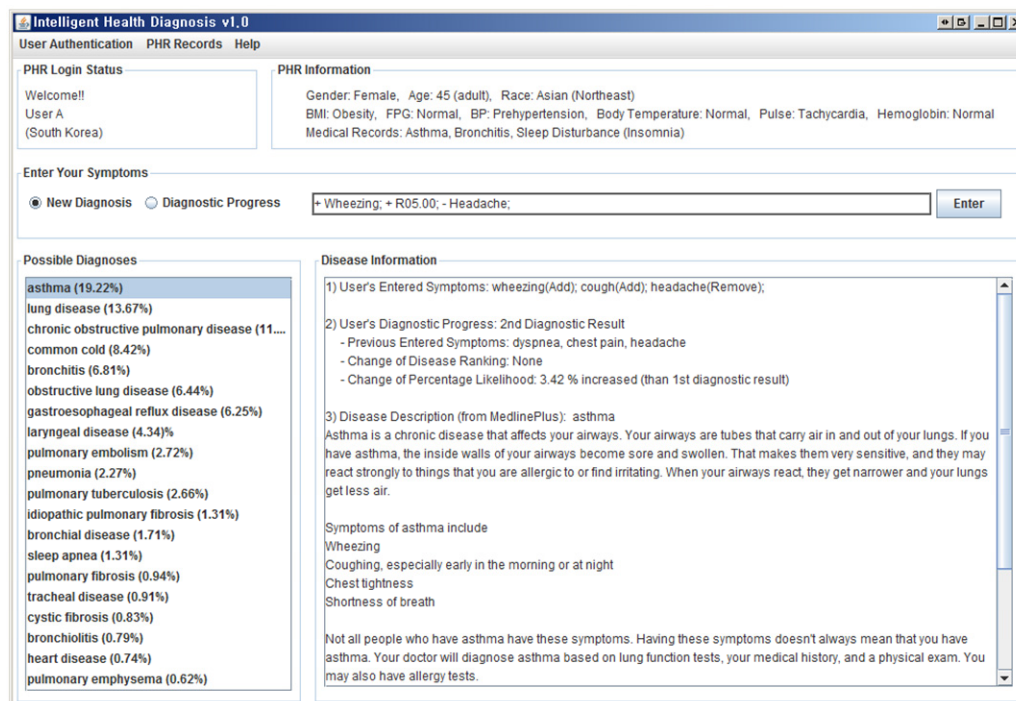 Intelligent Health Diagnosis v1.0
User Authentication PHR Records Help
PHR Login Status
Welcome!!
User A
(South Korea)
PHR Information
Gender: Female, Age: 45 (adult), Race: Asian (Northeast)
BMI: Obesity, FPG: Normal, BP: Prehypertension, Body Temperature: Normal, Pulse: Tachycardia, Hemoglobin: Normal
Medical Records: Asthma, Bronchitis, Sleep Disturbance (Insomnia)
Enter Your Symptoms
New Diagnosis Diagnostic Progress + Wheezing; + R05.00; - Headache; Enter
Possible Diagnoses
asthma (19.22%)
lung disease (13.67%)
chronic obstructive pulmonary disease (11....
common cold (8.42%)
bronchitis (6.81%)
obstructive lung disease (6.44%)
gastroesophageal reflux disease (6.25%)
laryngeal disease (4.34)%
pulmonary embolism (2.72%)
pneumonia (2.27%)
pulmonary tuberculosis (2.66%)
idiopathic pulmonary fibrosis (1.31%)
bronchial disease (1.71%)
sleep apnea (1.31%)
pulmonary fibrosis (0.94%)
tracheal disease (0.91%)
cystic fibrosis (0.83%)
bronchiolitis (0.79%)
heart disease (0.74%)
pulmonary emphysema (0.62%)
Disease Information
1) User's Entered Symptoms: wheezing(Add); cough(Add); headache(Remove);
2) User's Diagnostic Progress: 2nd Diagnostic Result
- Previous Entered Symptoms: dyspnea, chest pain, headache
- Change of Disease Ranking: None
- Change of Percentage Likelihood: 3.42 % increased (than 1st diagnostic result)
3) Disease Description (from MedlinePlus): asthma
Asthma is a chronic disease that affects your airways. Your airways are tubes that carry air in and out of your lungs. If you
have asthma, the inside walls of your airways become sore and swollen. That makes them very sensitive, and they may
react strongly to things that you are allergic to or find irritating. When your airways react, they get narrower and your lungs
get less air.
Symptoms of asthma include
Wheezing
Coughing, especially early in the morning or at night
Chest tightness
Shortness of breath
Not all people who have asthma have these symptoms. Having these symptoms doesn't always mean that you have
asthma. Your doctor will diagnose asthma based on lung function tests, your medical history, and a physical exam. You
may also have allergy tests.